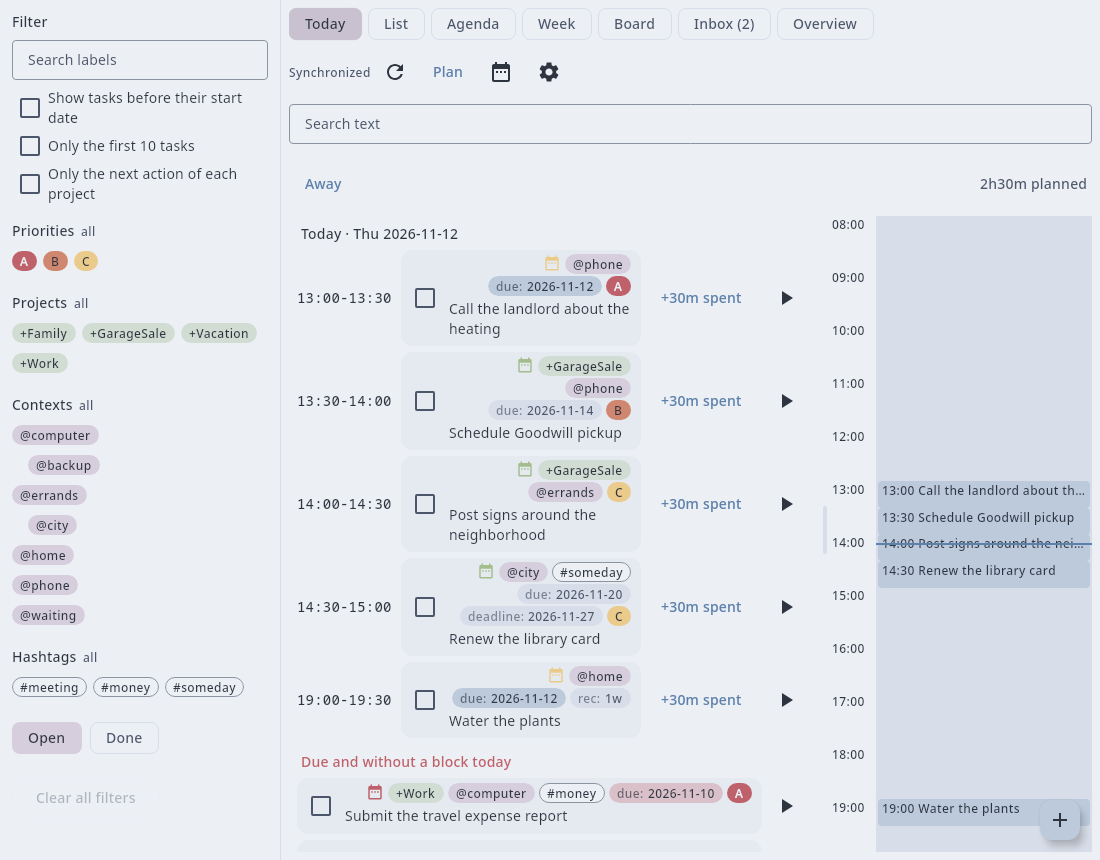 Filter
Search labels
Show tasks before their start
date
Only the first 10 tasks
Only the next action of each
project
Priorities all
A B C
Projects all
+Family +GarageSale +Vacation
+Work
Contexts all
@computer
@backup
@errands
@city
@home
@phone
@waiting
Hashtags all
#meeting #money #someday
Open Done
Clear all filters
Today List Agenda Week Board Inbox (2) Overview
Synchronized Plan
Search text
Away 2h30m planned
Today · Thu 2026-11-12
@phone
due: 2026-11-12 A
13:00-13:30 Call the landlord about the +30m spent
heating
+GarageSale
@phone
13:30-14:00 due: 2026-11-14 B +30m spent
Schedule Goodwill pickup
+GarageSale
@errands C
14:00-14:30 Post signs around the +30m spent
neighborhood
@city #someday
due: 2026-11-20
14:30-15:00 deadline: 2026-11-27 C +30m spent
Renew the library card
@home
19:00-19:30 due: 2026-11-12 rec: 1w +30m spent
Water the plants
Due and without a block today
+Work @computer #money due: 2026-11-10 A
Submit the travel expense report
08:00
09:00
10:00
11:00
12:00
13:00 13:00 Call the landlord about th…
13:30 Schedule Goodwill pickup
14:00 14:00 Post signs around the nei…
14:30 Renew the library card
15:00
16:00
17:00
18:00
19:00 19:00 Water the plants